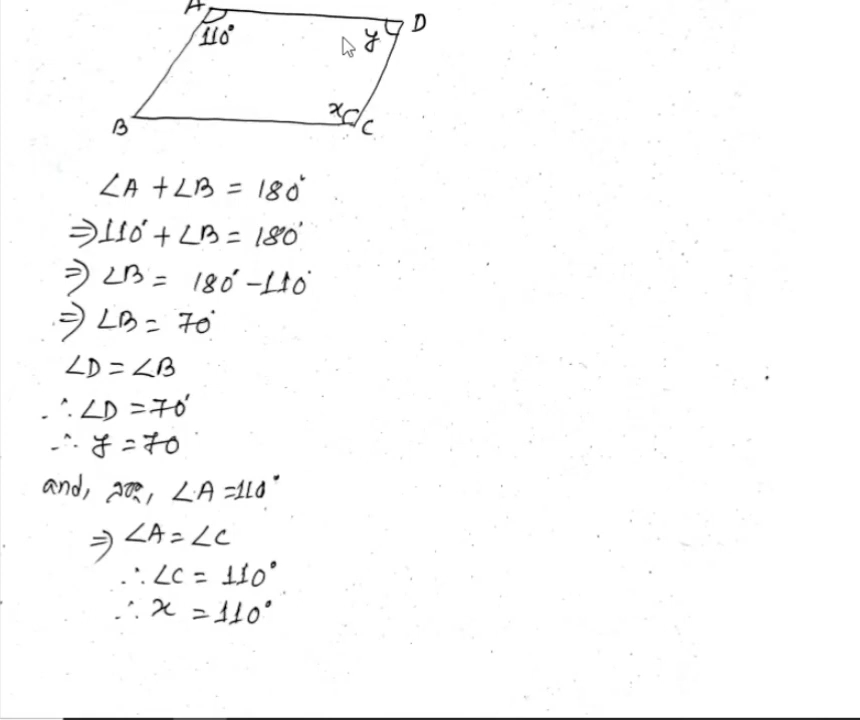 A
D
110°
y
x
B
C
∠A + ∠B = 180°
⇒ 110° + ∠B = 180°
⇒ ∠B = 180° - 110°
⇒ ∠B = 70°
∠D = ∠B
∴ ∠D = 70°
∴ y = 70
and, ∠A = 110°
⇒ ∠A = ∠C
∴ ∠C = 110°
∴ x = 110°